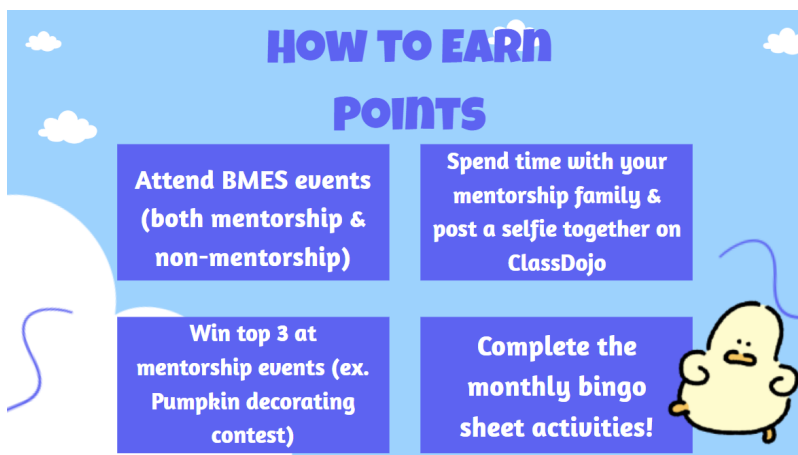 How to Earn
Points
Attend BMES events
(both mentorship &
non-mentorship)
Spend time with your
mentorship family &
post a selfie together on
ClassDojo
Win top 3 at
mentorship events (ex.
Pumpkin decorating
contest)
Complete the
monthly bingo
sheet activities!